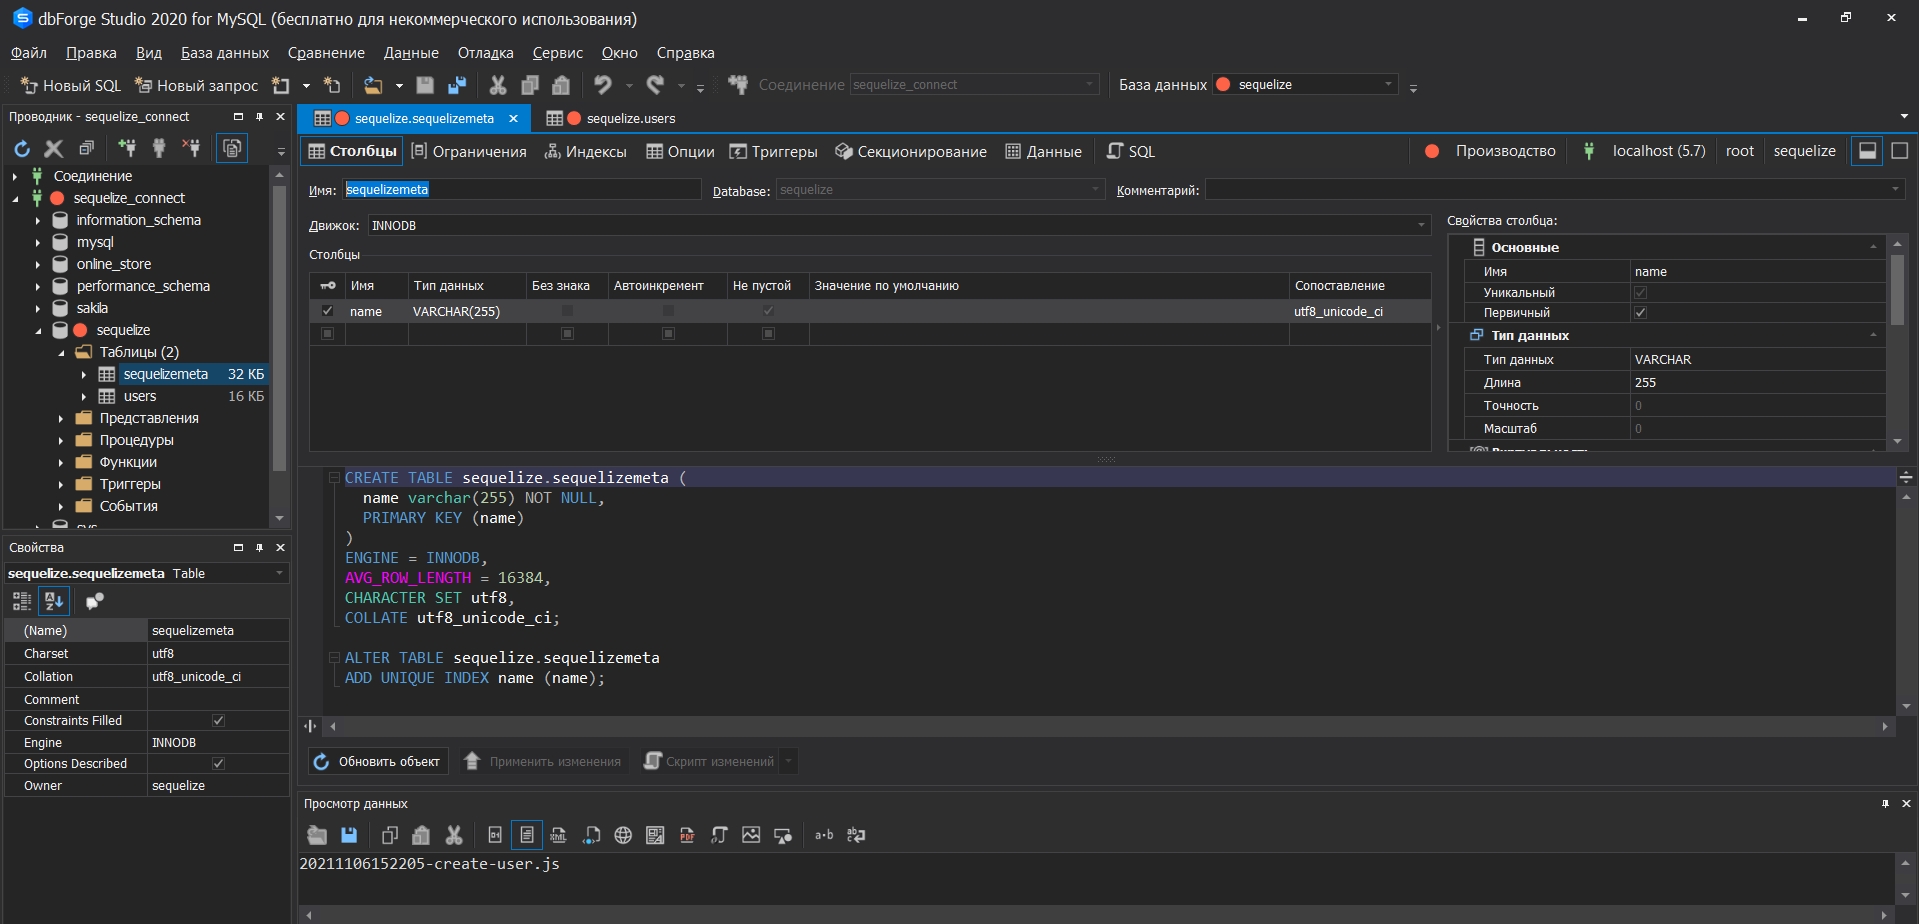 dbForge Studio 2020 for MySQL (бесплатно для некоммерческого использования)
Файл Правка Вид База данных Сравнение Данные Отладка Сервис Окно Справка
Новый SQL Новый запрос Соединение sequelize_connect База данных sequelize
Проводник - sequelize_connect
Соединение
sequelize_connect
information_schema
mysql
online_store
performance_schema
sakila
sequelize
Таблицы (2)
sequelizemeta 32 КБ
users 16 КБ
Представления
Процедуры
Функции
Триггеры
События
sys
Свойства
sequelize.sequelizemeta Table
(Name) sequelizemeta
Charset utf8
Collation utf8_unicode_ci
Comment
Constraints Filled
Engine INNODB
Options Described
Owner sequelize
sequelize.sequelizemeta sequelize.users
Столбцы Ограничения Индексы Опции Триггеры Секционирование Данные SQL Производство localhost (5.7) root sequelize
Имя: sequelizemeta Database: sequelize Комментарий:
Движок: INNODB
Столбцы
Имя Тип данных Без знака Автоинкремент Не пустой Значение по умолчанию Сопоставление
name VARCHAR(255) utf8_unicode_ci
Свойства столбца:
Основные
Имя name
Уникальный
Первичный
Тип данных
Тип данных VARCHAR
Длина 255
Точность 0
Масштаб 0
CREATE TABLE sequelize.sequelizemeta (
name varchar(255) NOT NULL,
PRIMARY KEY (name)
)
ENGINE = INNODB,
AVG_ROW_LENGTH = 16384,
CHARACTER SET utf8,
COLLATE utf8_unicode_ci;
ALTER TABLE sequelize.sequelizemeta
ADD UNIQUE INDEX name (name);
Обновить объект Применить изменения Скрипт изменений
Просмотр данных
20211106152205-create-user.js